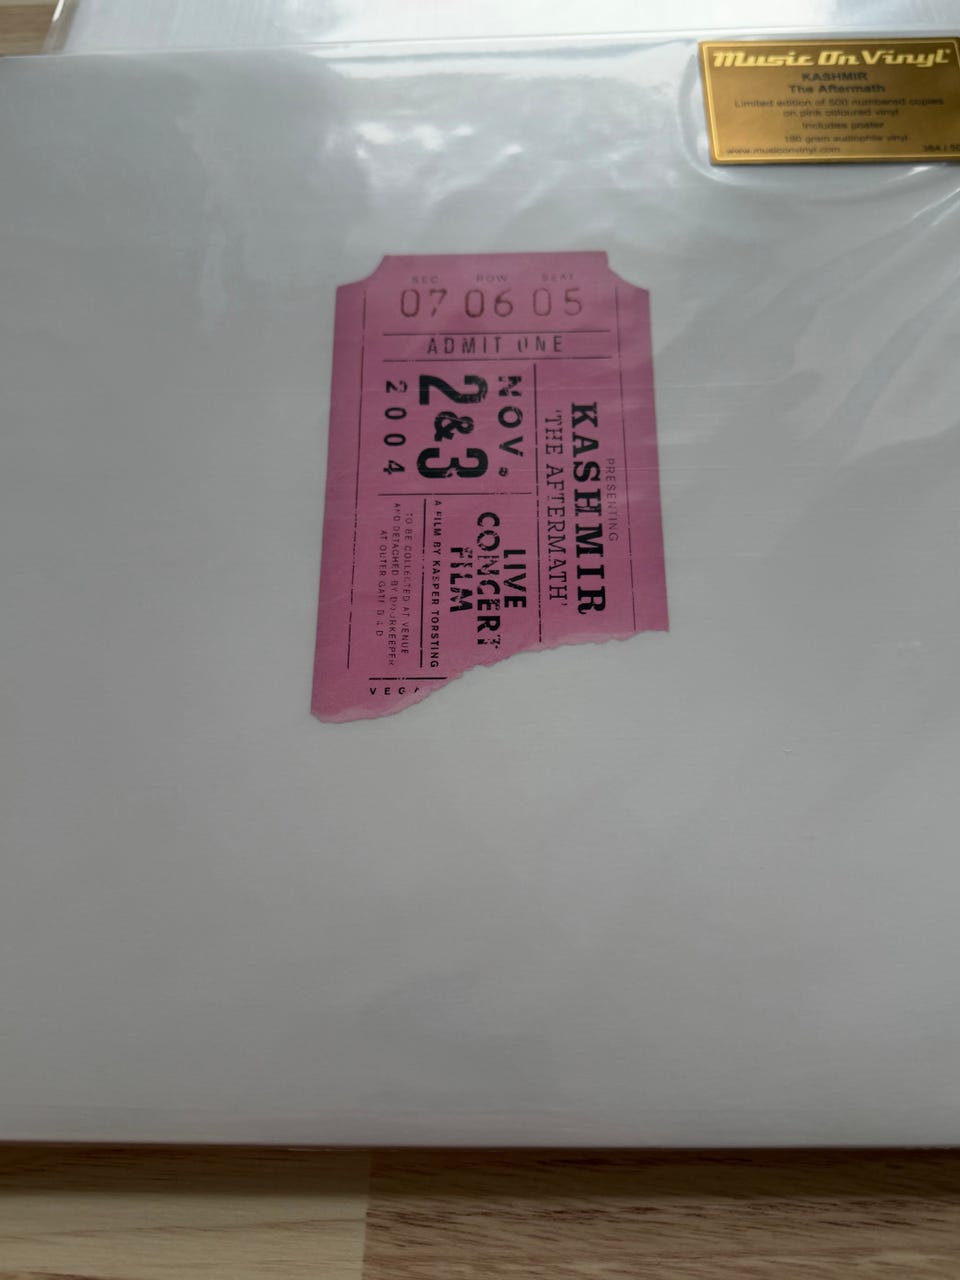 Music On Vinyl
KASHMIR
The Aftermath
Limited edition of 500 numbered copies
on pink coloured vinyl
Includes poster
180 gram audiophile vinyl
www.musiconvinyl.com
SEC ROW SEAT
07 06 05
ADMIT ONE
PRESENTING
KASHMIR
'THE AFTERMATH'
NOV.
2&3
2004
LIVE
CONCERT
FILM
A FILM BY KASPER TORSTING
TO BE COLLECTED AT VENUE
AND DETACHED BY DOORKEEPER
AT OUTER GATE B 4 D
VEGA